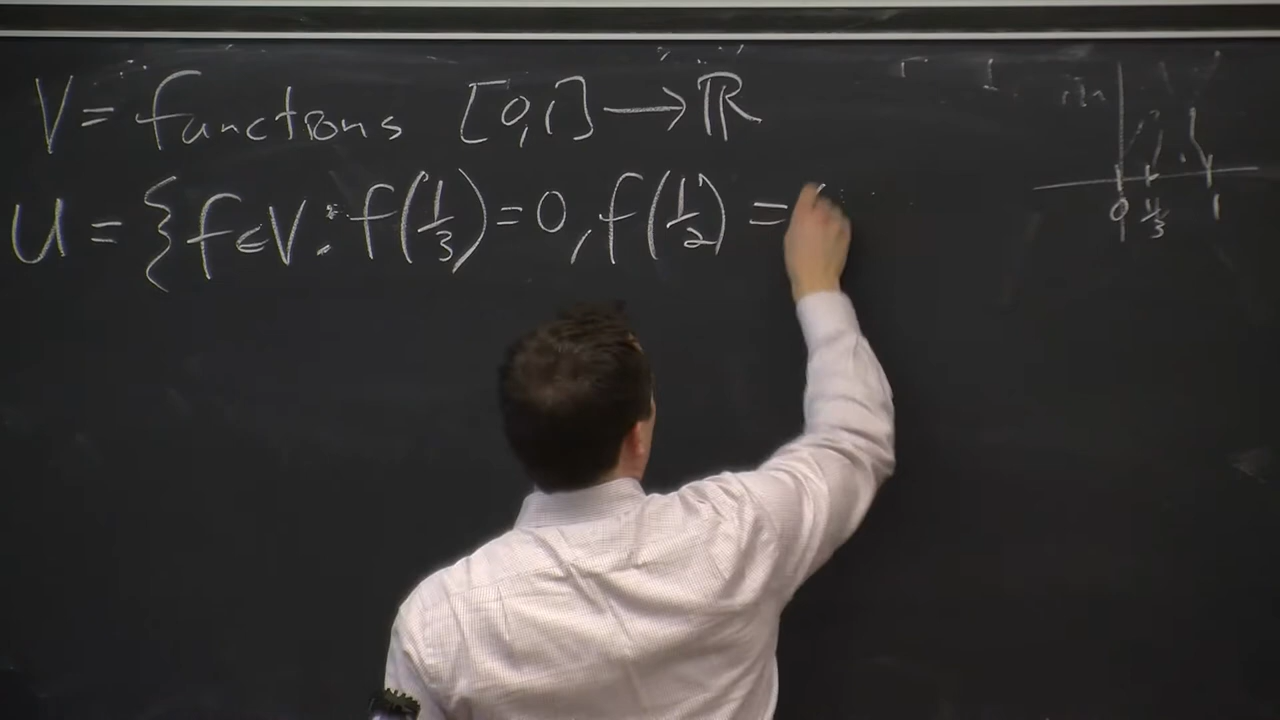 V = functions [0,1] → ℝ
U = {f∈V: f(1/3) = 0, f(1/2) =
0 1/3 1